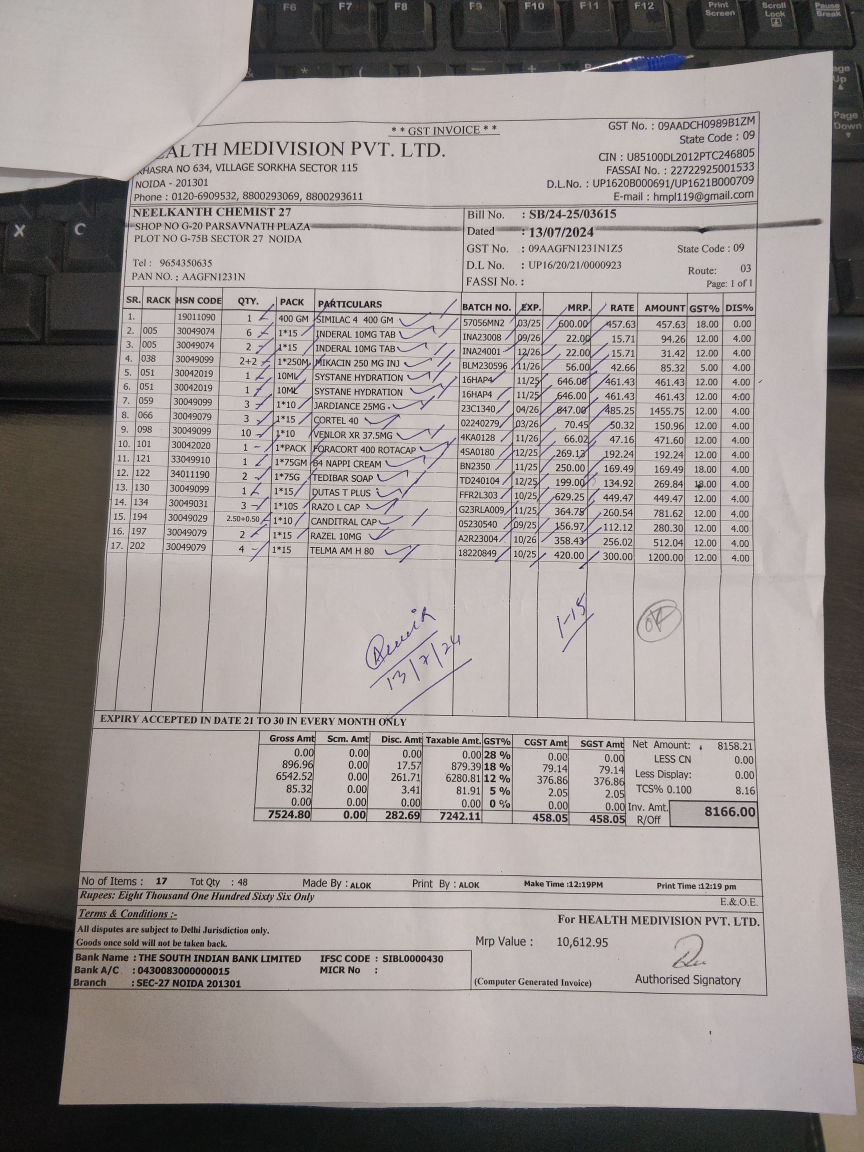 * * GST INVOICE * *
GST No. : 09AADCH0989B1ZM
State Code : 09
EALTH MEDIVISION PVT. LTD.
KHASRA NO 634, VILLAGE SORKHA SECTOR 115
NOIDA - 201301
Phone : 0120-6909532, 8800293069, 8800293611
CIN : U85100DL2012PTC246805
FASSAI No. : 22722925001533
D.L.No. : UP1620B000691/UP1621B000709
E-mail : hmpl119@gmail.com
NEELKANTH CHEMIST 27
SHOP NO G-20 PARSAVNATH PLAZA
PLOT NO G-75B SECTOR 27 NOIDA
Tel : 9654350635
PAN NO. : AAGFN1231N
Bill No. : SB/24-25/03615
Dated : 13/07/2024
GST No. : 09AAGFN1231N1Z5 State Code : 09
D.L No. : UP16/20/21/0000923 Route: 03
FASSI No. : Page: 1 of 1
SR. RACK HSN CODE QTY. PACK PARTICULARS BATCH NO. EXP. MRP. RATE AMOUNT GST% DIS%
1. 19011090 1 400 GM SIMILAC 4 400 GM 57056MN2 03/25 600.00 457.63 457.63 18.00 0.00
2. 005 30049074 6 1*15 INDERAL 10MG TAB INA23008 09/26 22.00 15.71 94.26 12.00 4.00
3. 005 30049074 2 1*15 INDERAL 10MG TAB INA24001 12/26 22.00 15.71 31.42 12.00 4.00
4. 038 30049099 2+2 1*250M MIKACIN 250 MG INJ BLM230596 11/26 56.00 42.66 85.32 5.00 4.00
5. 051 30042019 1 10ML SYSTANE HYDRATION 16HAP4 11/25 646.00 461.43 461.43 12.00 4.00
6. 051 30042019 1 10ML SYSTANE HYDRATION 16HAP4 11/25 646.00 461.43 461.43 12.00 4.00
7. 059 30049099 3 1*10 JARDIANCE 25MG 23C1340 04/26 647.00 485.25 1455.75 12.00 4.00
8. 066 30049079 3 1*15 CORTEL 40 02240279 03/26 70.45 50.32 150.96 12.00 4.00
9. 098 30049099 10 1*10 VENLOR XR 37.5MG 4KA0128 11/26 66.02 47.16 471.60 12.00 4.00
10. 101 30042020 1 1*PACK FORACORT 400 ROTACAP 4SA0180 12/25 269.13 192.24 192.24 12.00 4.00
11. 121 33049910 1 1*75GM B4 NAPPI CREAM BN2350 11/25 250.00 169.49 169.49 18.00 4.00
12. 122 34011190 2 1*75G TEDIBAR SOAP TD240104 12/25 199.00 134.92 269.84 18.00 4.00
13. 130 30049099 1 1*15 DUTAS T PLUS FFR2L303 10/25 629.25 449.47 449.47 12.00 4.00
14. 134 30049031 3 1*10S RAZO L CAP G23RLA009 11/25 364.75 260.54 781.62 12.00 4.00
15. 194 30049029 2.50+0.50 1*10 CANDITRAL CAP 0S230540 09/25 156.97 112.12 280.30 12.00 4.00
16. 197 30049079 2 1*15 RAZEL 10MG A2R23004 10/26 358.43 256.02 512.04 12.00 4.00
17. 202 30049079 4 1*15 TELMA AM H 80 18220849 10/25 420.00 300.00 1200.00 12.00 4.00
1-15
13/7/24
EXPIRY ACCEPTED IN DATE 21 TO 30 IN EVERY MONTH ONLY
Gross Amt Scm. Amt Disc. Amt Taxable Amt. GST% CGST Amt SGST Amt Net Amount: 8158.21
0.00 0.00 0.00 0.00 28 % 0.00 0.00 LESS CN 0.00
896.96 0.00 17.57 879.39 18 % 79.14 79.14
6542.52 0.00 261.71 6280.81 12 % 376.86 376.86 Less Display: 0.00
85.32 0.00 3.41 81.91 5 % 2.05 2.05 TCS% 0.100 8.16
0.00 0.00 0.00 0.00 0 % 0.00 0.00 Inv. Amt.
7524.80 0.00 282.69 7242.11 458.05 458.05 R/Off 8166.00
No of Items : 17 Tot Qty : 48 Made By : ALOK Print By : ALOK Make Time :12:19PM Print Time :12:19 pm
Rupees: Eight Thousand One Hundred Sixty Six Only E.& O.E.
Terms & Conditions :-
All disputes are subject to Delhi Jurisdiction only.
Goods once sold will not be taken back.
For HEALTH MEDIVISION PVT. LTD.
Mrp Value : 10,612.95
Bank Name : THE SOUTH INDIAN BANK LIMITED IFSC CODE : SIBL0000430
Bank A/C : 0430083000000015 MICR No :
Branch : SEC-27 NOIDA 201301
(Computer Generated Invoice)
Authorised Signatory
F6 F7 F8 F9 F10 F11 F12 Print Screen Scroll Lock Pause Break
Page Up
Page Down
X C